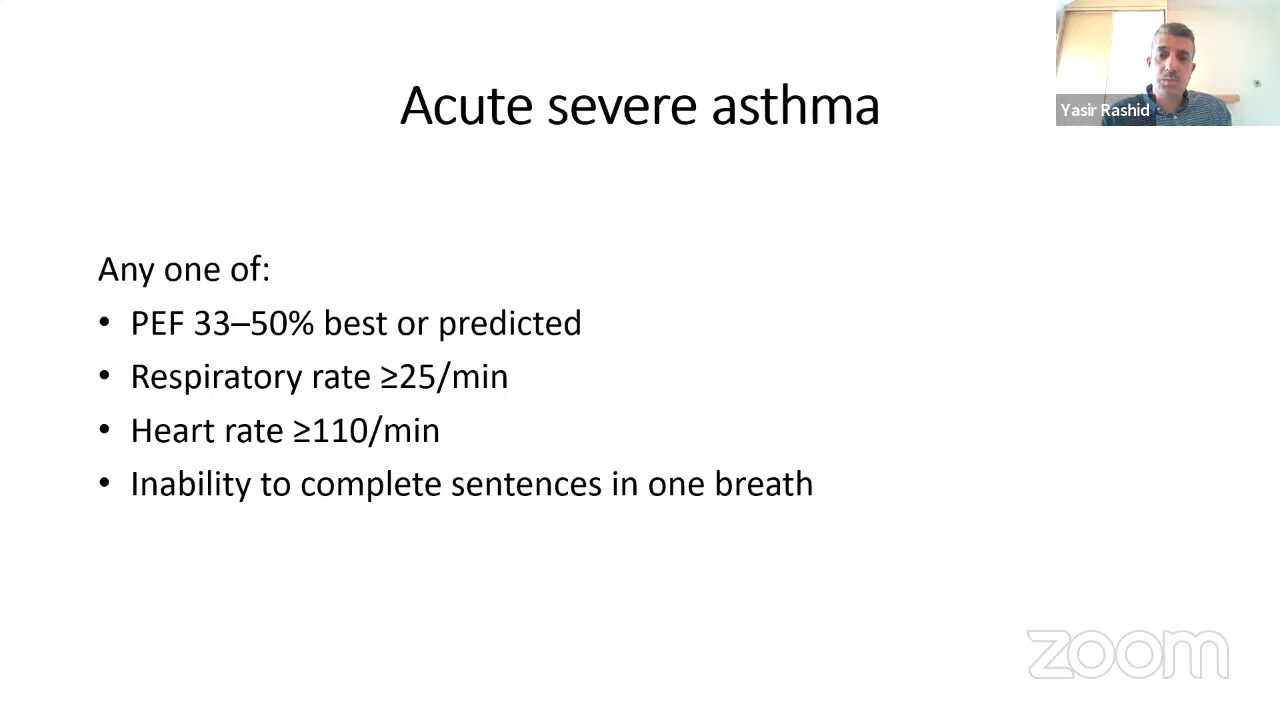 Yasir Rashid
Acute severe asthma
Any one of:
• PEF 33–50% best or predicted
• Respiratory rate ≥25/min
• Heart rate ≥110/min
• Inability to complete sentences in one breath
zoom